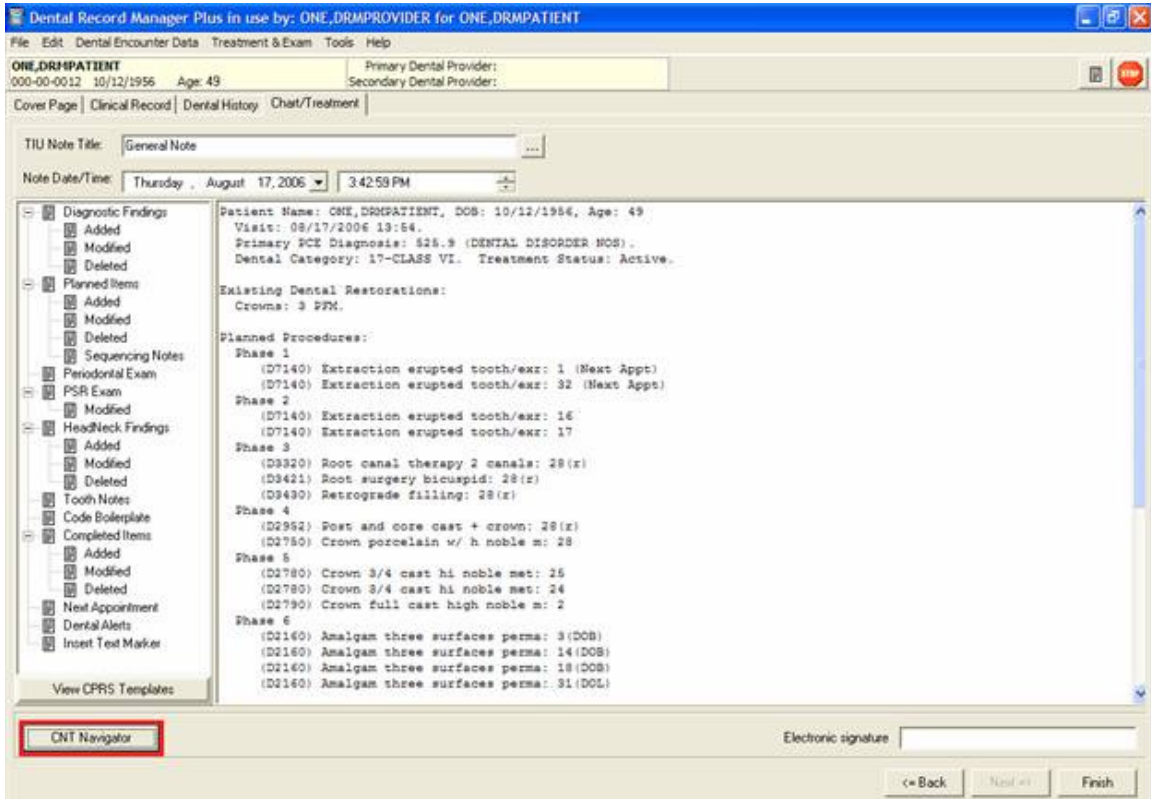 Dental Record Manager Plus in use by: ONE,DRMPROVIDER for ONE,DRMPATIENT
File Edit Dental Encounter Data Treatment & Exam Tools Help
ONE,DRMPATIENT
000-00-0012 10/12/1956 Age: 49
Primary Dental Provider:
Secondary Dental Provider:
STOP
Cover Page Clinical Record Dental History Chart/Treatment
TIU Note Title: General Note ...
Note Date/Time: Thursday , August 17, 2006 3:42:59 PM
Diagnostic Findings
Added
Modified
Deleted
Planned Items
Added
Modified
Deleted
Sequencing Notes
Periodontal Exam
PSR Exam
Modified
HeadNeck Findings
Added
Modified
Deleted
Tooth Notes
Code Boilerplate
Completed Items
Added
Modified
Deleted
Next Appointment
Dental Alerts
Insert Text Marker
View CPRS Templates
Patient Name: ONE,DRMPATIENT, DOB: 10/12/1956, Age: 49
Visit: 08/17/2006 13:54.
Primary PCE Diagnosis: 525.9 (DENTAL DISORDER NOS).
Dental Category: 17-CLASS VI. Treatment Status: Active.
Existing Dental Restorations:
Crowns: 3 PFM.
Planned Procedures:
Phase 1
(D7140) Extraction erupted tooth/exr: 1 (Next Appt)
(D7140) Extraction erupted tooth/exr: 32 (Next Appt)
Phase 2
(D7140) Extraction erupted tooth/exr: 16
(D7140) Extraction erupted tooth/exr: 17
Phase 3
(D3320) Root canal therapy 2 canals: 28(r)
(D3421) Root surgery bicuspid: 28(r)
(D3430) Retrograde filling: 28(r)
Phase 4
(D2952) Post and core cast + crown: 28(r)
(D2750) Crown porcelain w/ h noble m: 28
Phase 5
(D2780) Crown 3/4 cast hi noble met: 25
(D2780) Crown 3/4 cast hi noble met: 24
(D2790) Crown full cast high noble m: 2
Phase 6
(D2160) Amalgam three surfaces perma: 3(DOB)
(D2160) Amalgam three surfaces perma: 14(DOB)
(D2160) Amalgam three surfaces perma: 18(DOB)
(D2160) Amalgam three surfaces perma: 31(DOL)
CNT Navigator
Electronic signature
<= Back Next => Finish